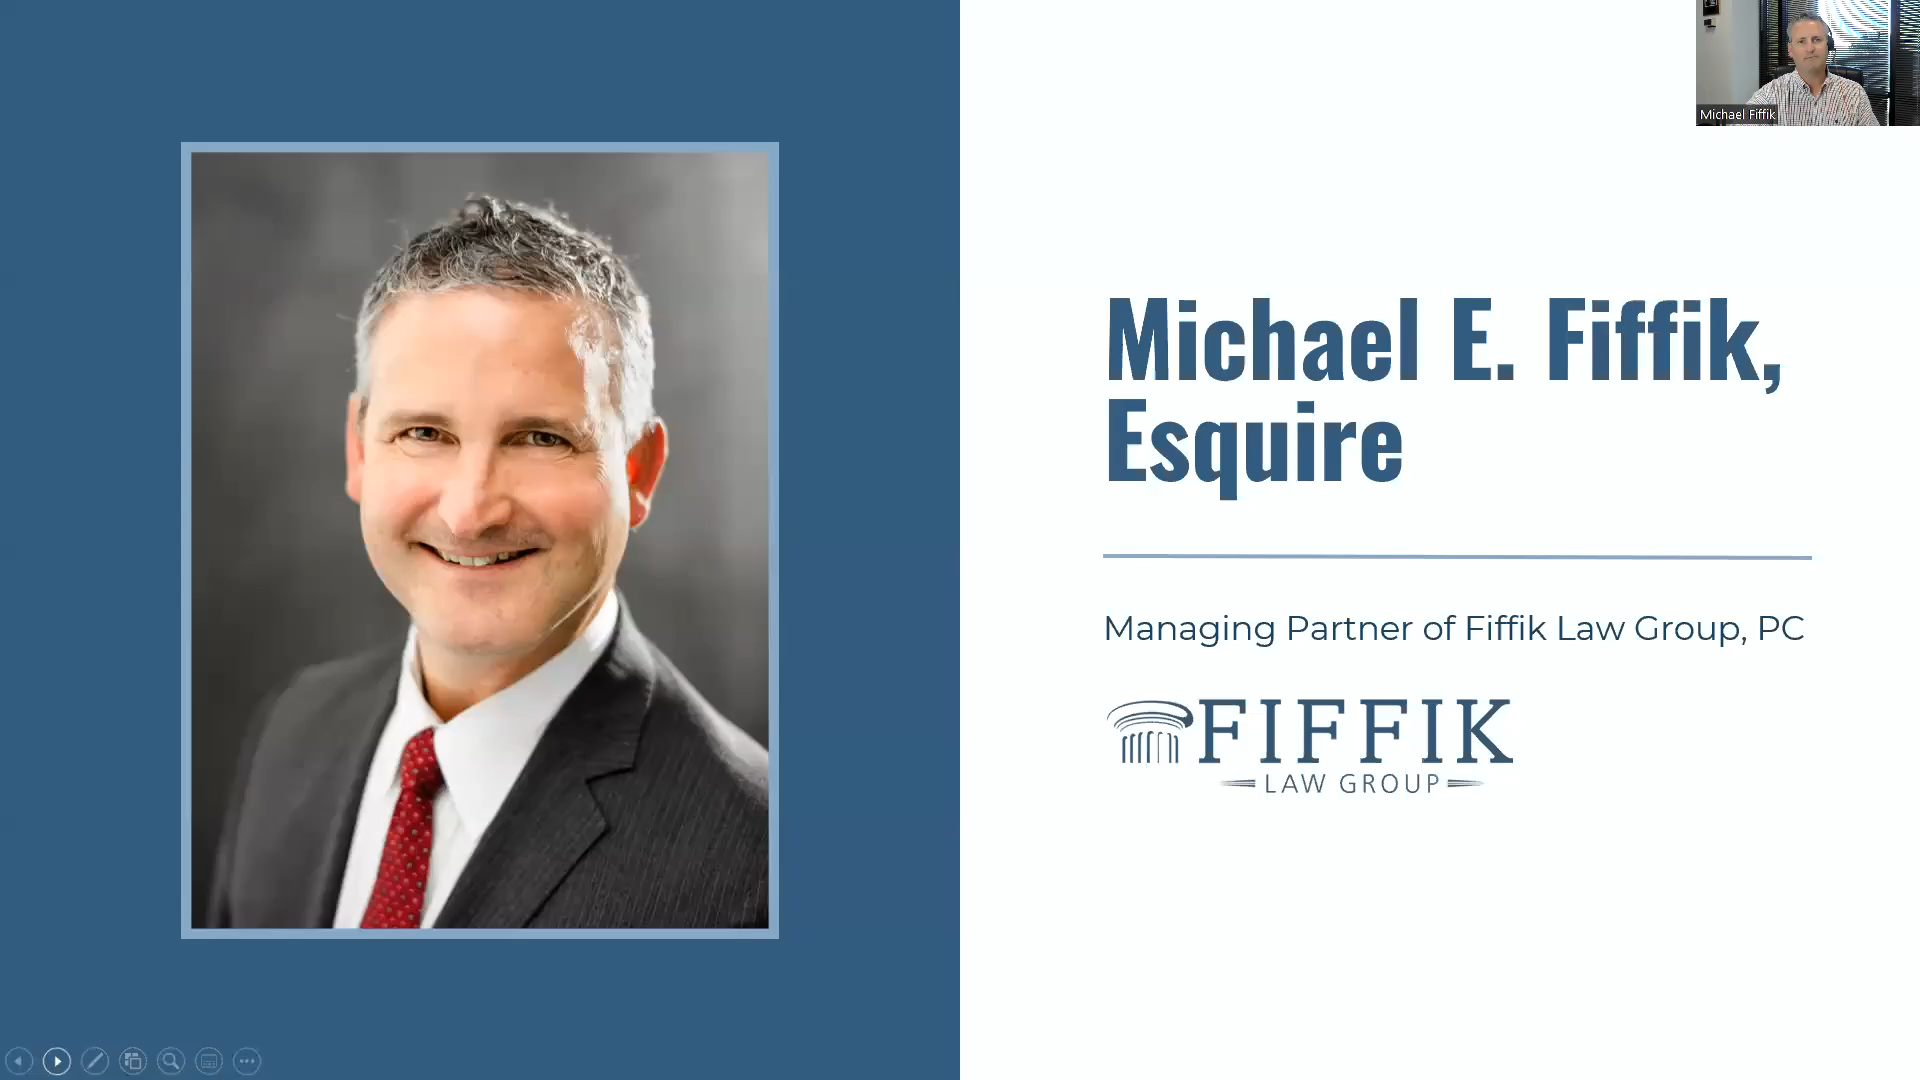 Michael Fiffik
Michael E. Fiffik,
Esquire
Managing Partner of Fiffik Law Group, PC
FIFFIK
LAW GROUP